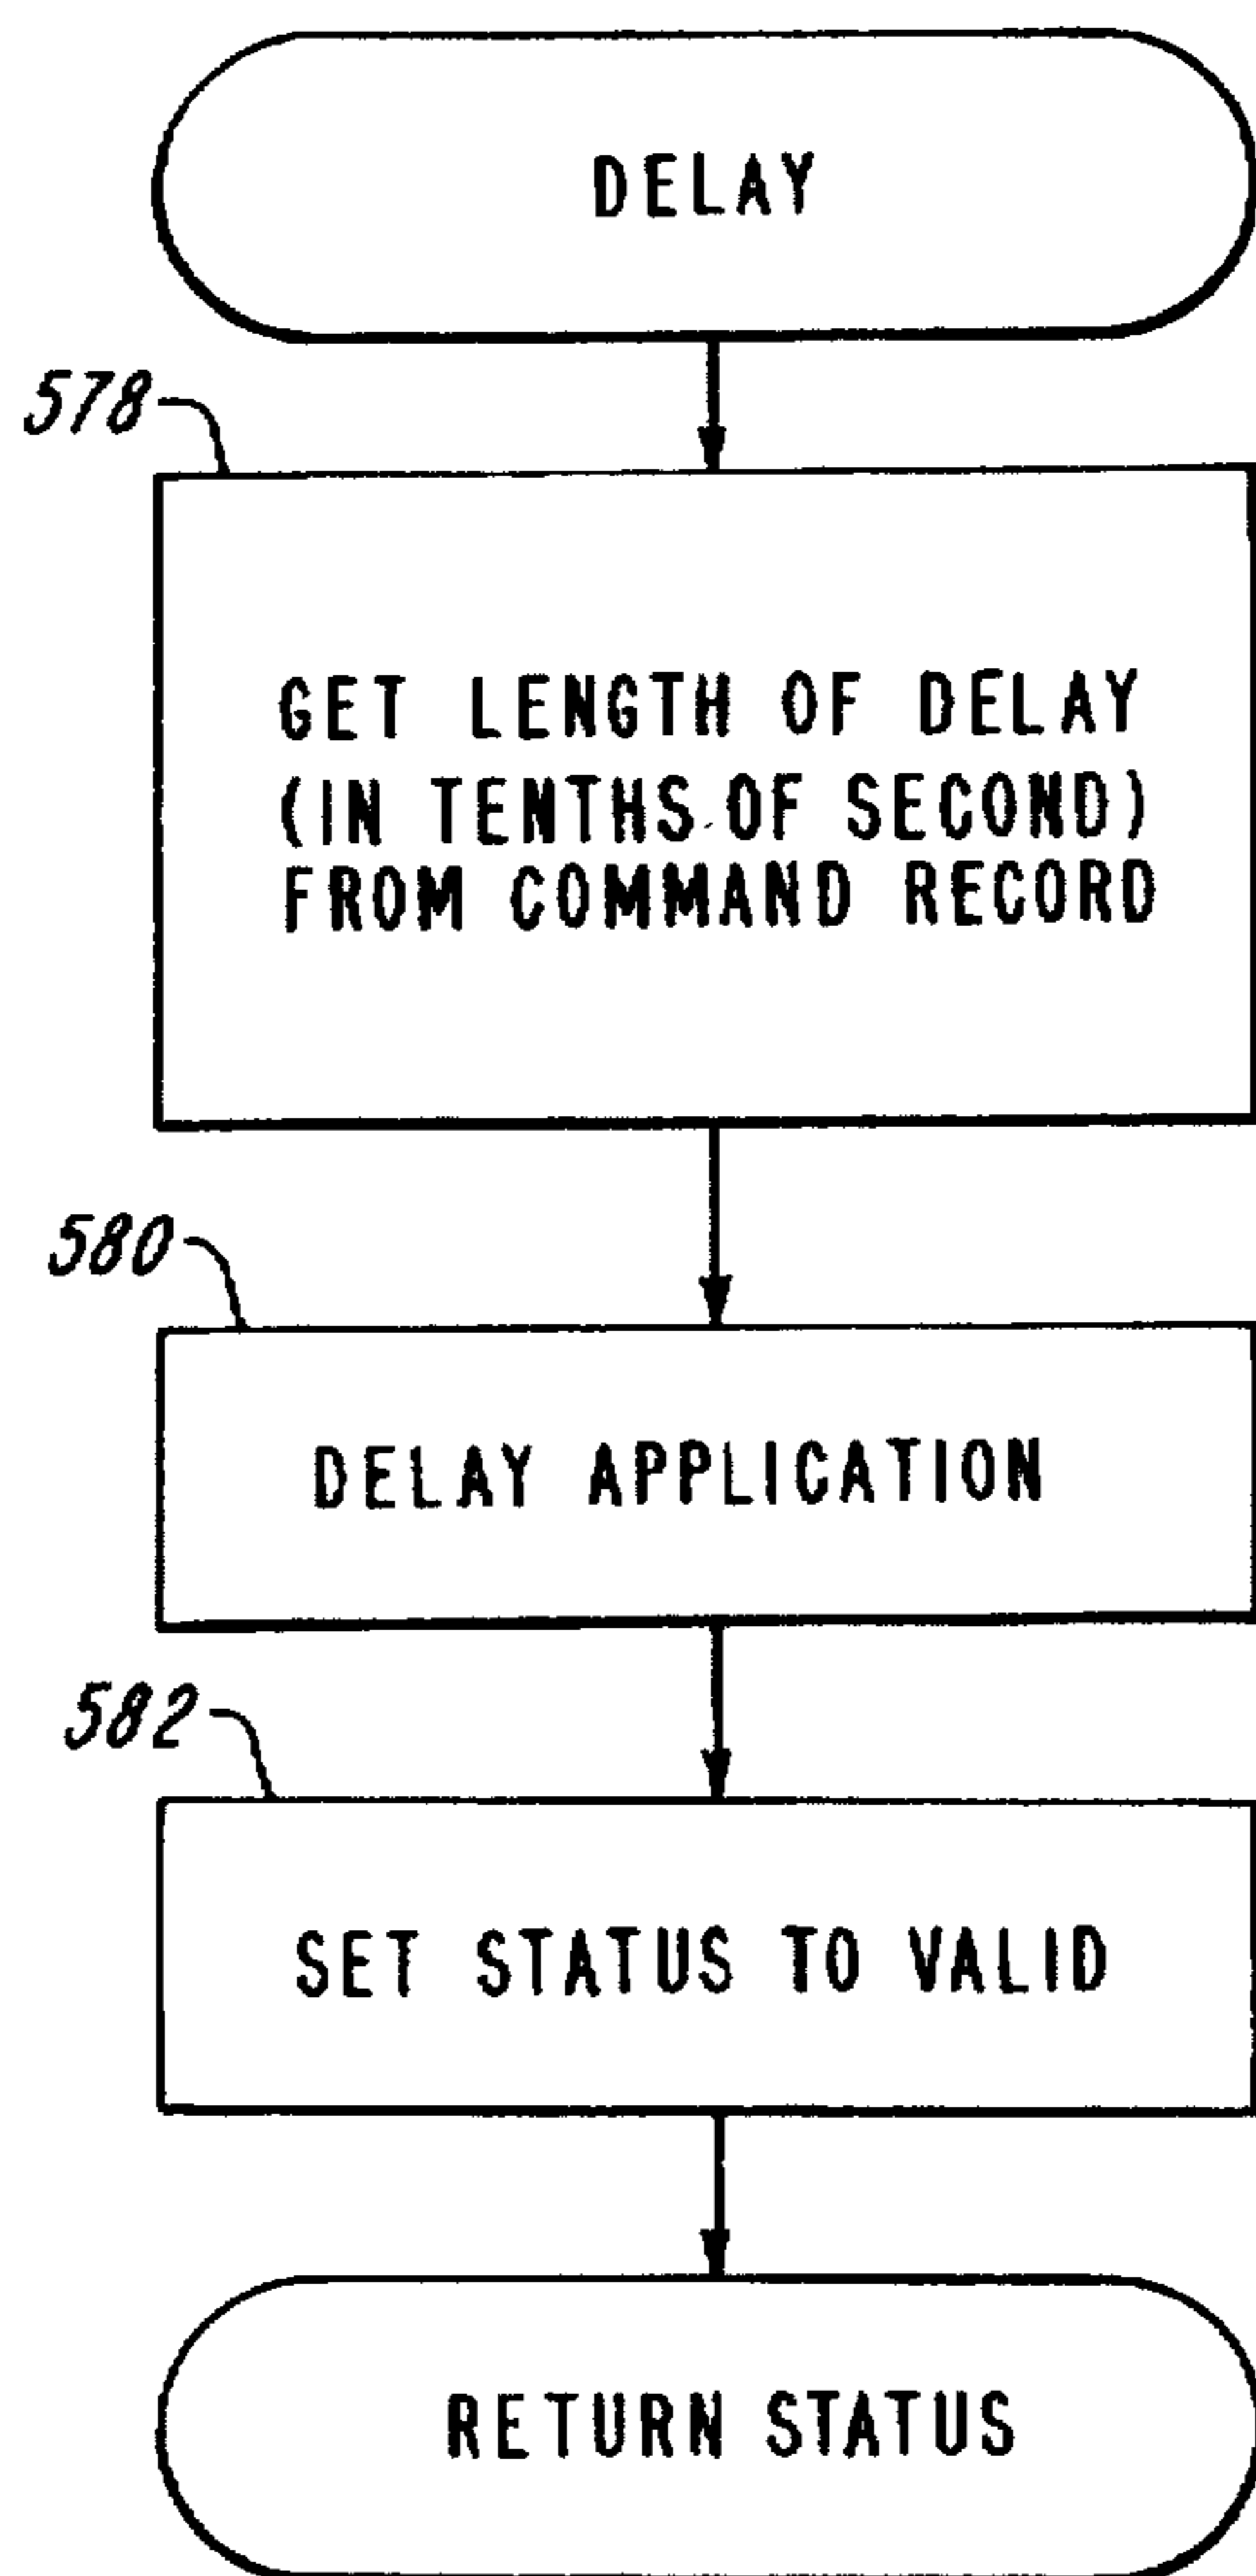 DELAY
578
GET LENGTH OF DELAY
(IN TENTHS OF SECOND)
FROM COMMAND RECORD
580
DELAY APPLICATION
582
SET STATUS TO VALID
RETURN STATUS